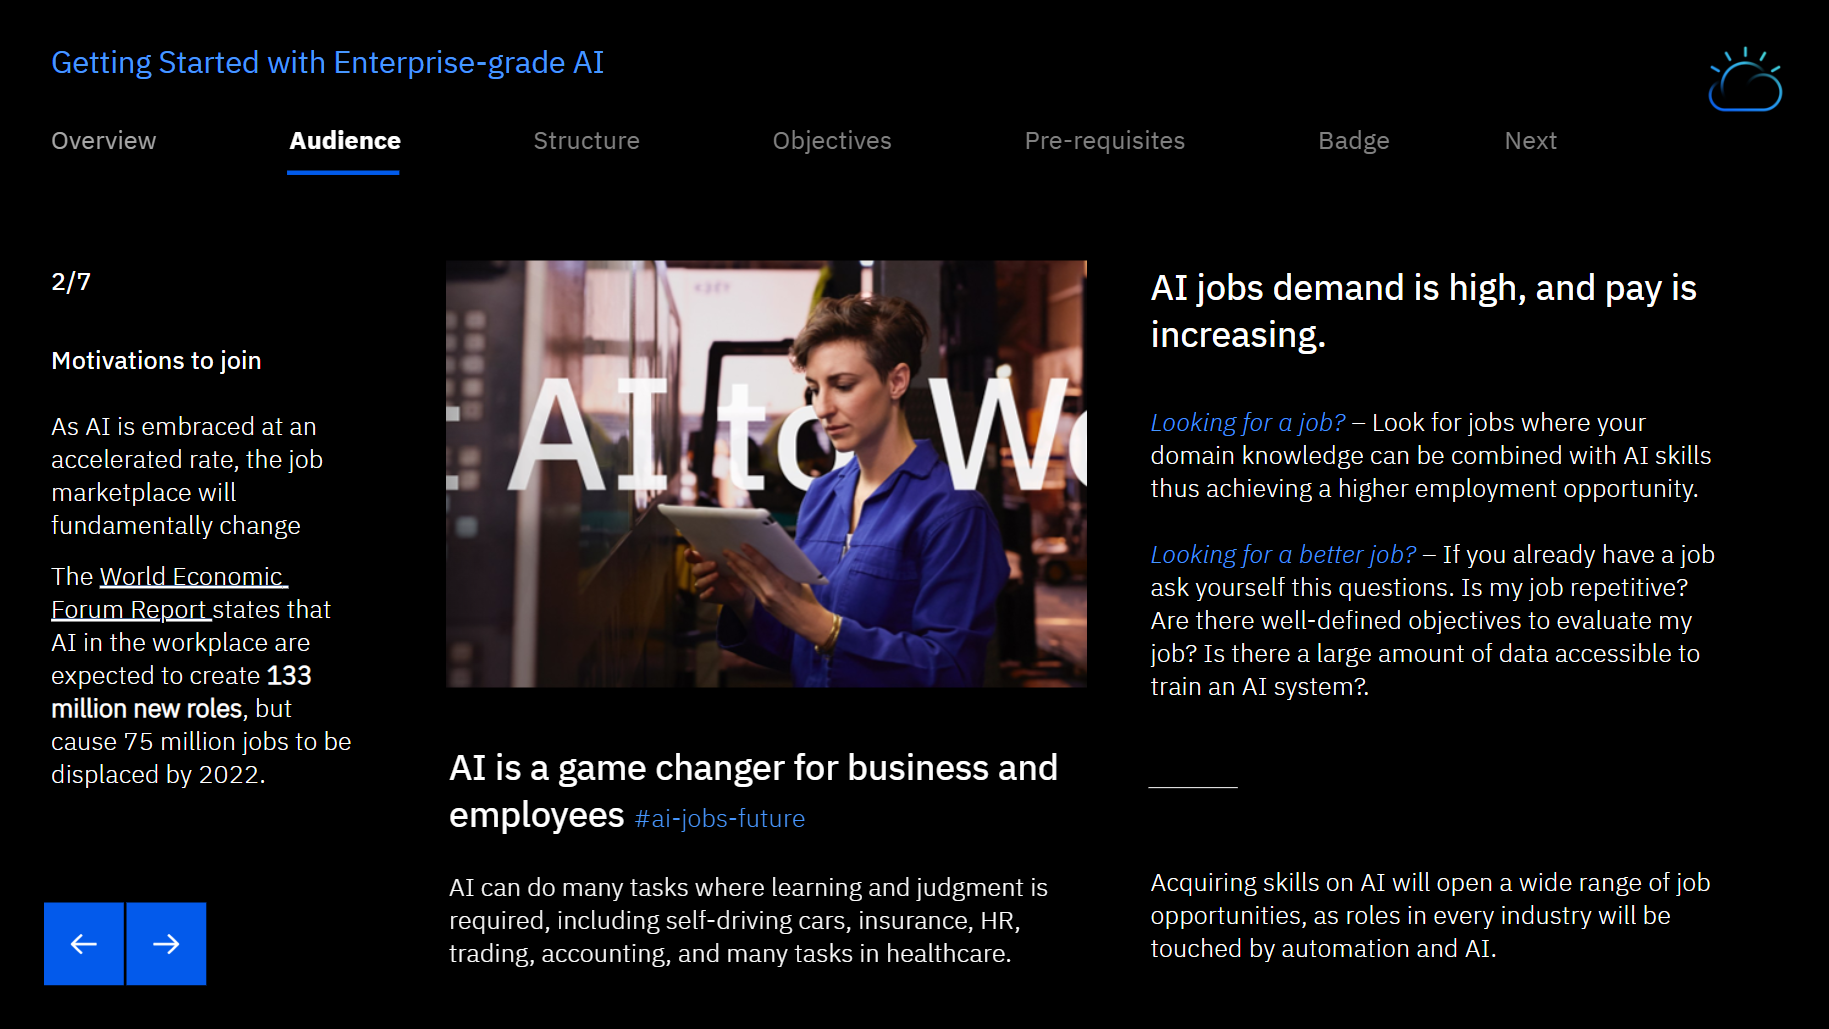 Getting Started with Enterprise-grade AI
Overview
Audience
Structure
Objectives
Pre-requisites
Badge
Next
2/7
Motivations to join
As AI is embraced at an
accelerated rate, the job
marketplace will
fundamentally change
The World Economic
Forum Report states that
AI in the workplace are
expected to create 133
million new roles, but
cause 75 million jobs to be
displaced by 2022.
AI to Wo
AI is a game changer for business and
employees #ai-jobs-future
AI can do many tasks where learning and judgment is
required, including self-driving cars, insurance, HR,
trading, accounting, and many tasks in healthcare.
AI jobs demand is high, and pay is
increasing.
Looking for a job? – Look for jobs where your
domain knowledge can be combined with AI skills
thus achieving a higher employment opportunity.
Looking for a better job? – If you already have a job
ask yourself this questions. Is my job repetitive?
Are there well-defined objectives to evaluate my
job? Is there a large amount of data accessible to
train an AI system?.
Acquiring skills on AI will open a wide range of job
opportunities, as roles in every industry will be
touched by automation and AI.